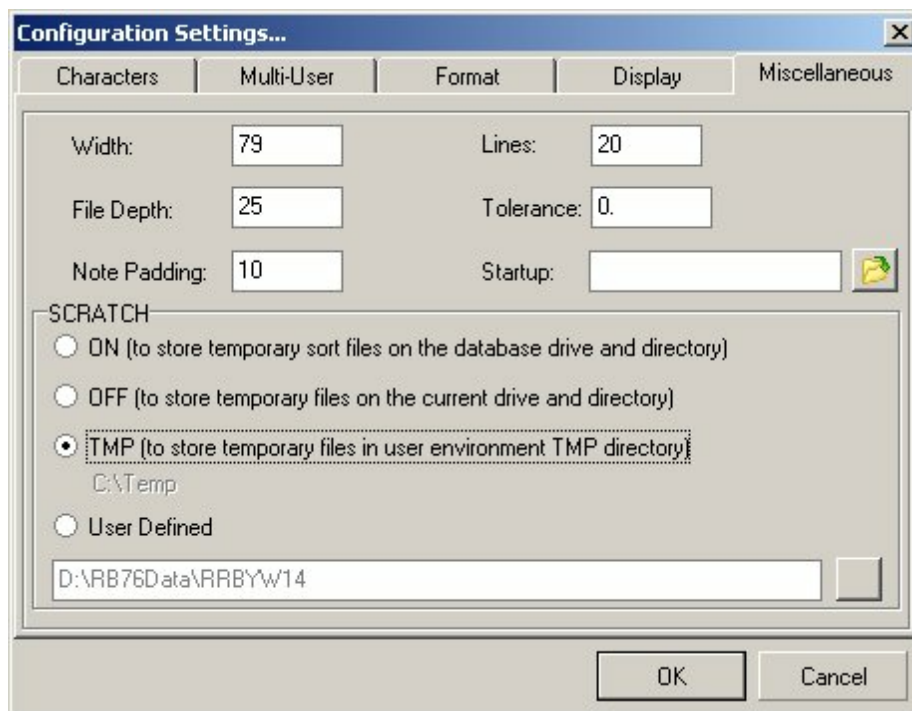 Configuration Settings...
Characters Multi-User Format Display Miscellaneous
Width: 79 Lines: 20
File Depth: 25 Tolerance: 0.
Note Padding: 10 Startup:
SCRATCH
ON (to store temporary sort files on the database drive and directory)
OFF (to store temporary files on the current drive and directory)
TMP (to store temporary files in user environment TMP directory)
C:\Temp
User Defined
D:\RB76Data\RRBYW14
OK Cancel